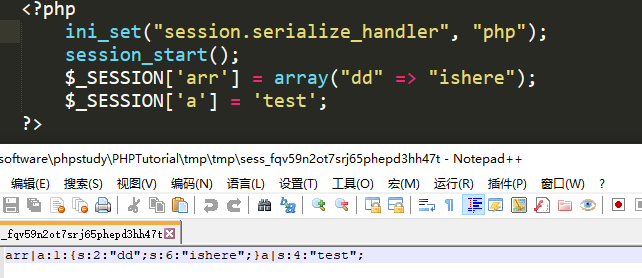 <?php
ini_set("session.serialize_handler", "php");
session_start();
$_SESSION['arr'] = array("dd" => "ishere");
$_SESSION['a'] = 'test';
?>
software\phpstudy\PHPTutorial\tmp\tmp\sess_fqv59n2ot7srj65phepd3hh47t - Notepad++
编辑(E) 搜索(S) 视图(V) 编码(N) 语言(L) 设置(T) 工具(O) 宏(M) 运行(R) 插件(P) 窗口(W) ?
_fqv59n2ot7srj65phepd3hh47t
arr|a:1:{s:2:"dd";s:6:"ishere";}a|s:4:"test";